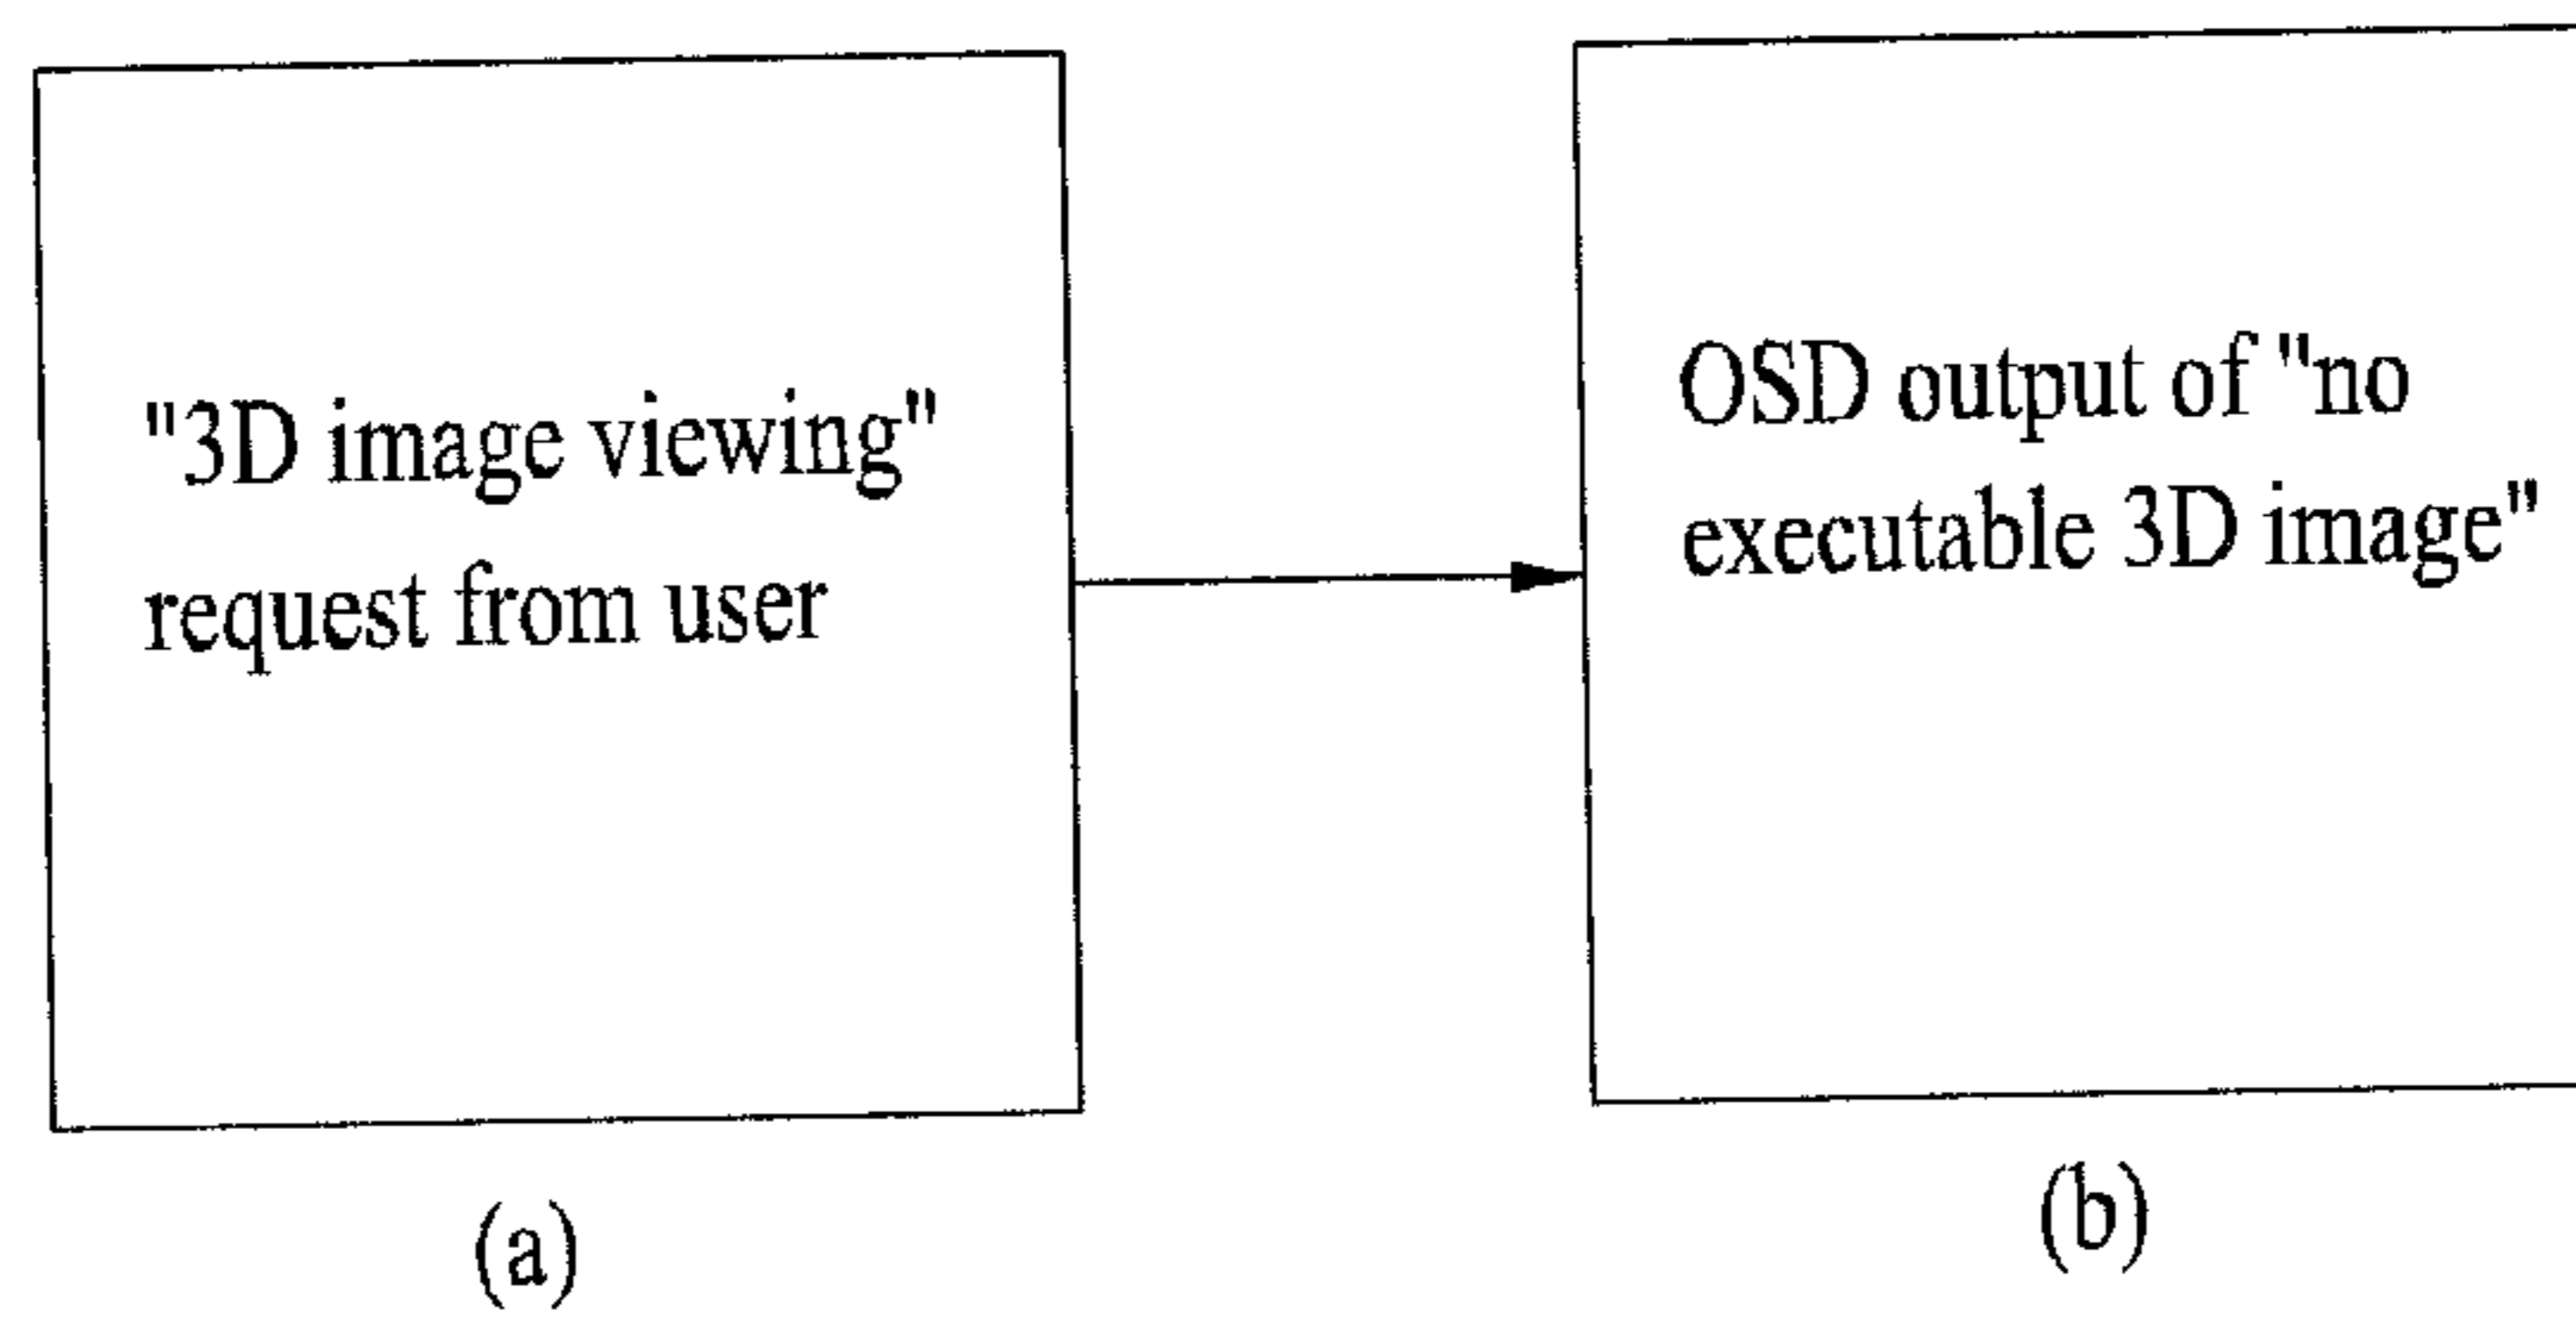 "3D image viewing"
request from user
OSD output of "no
executable 3D image"
(a)
(b)